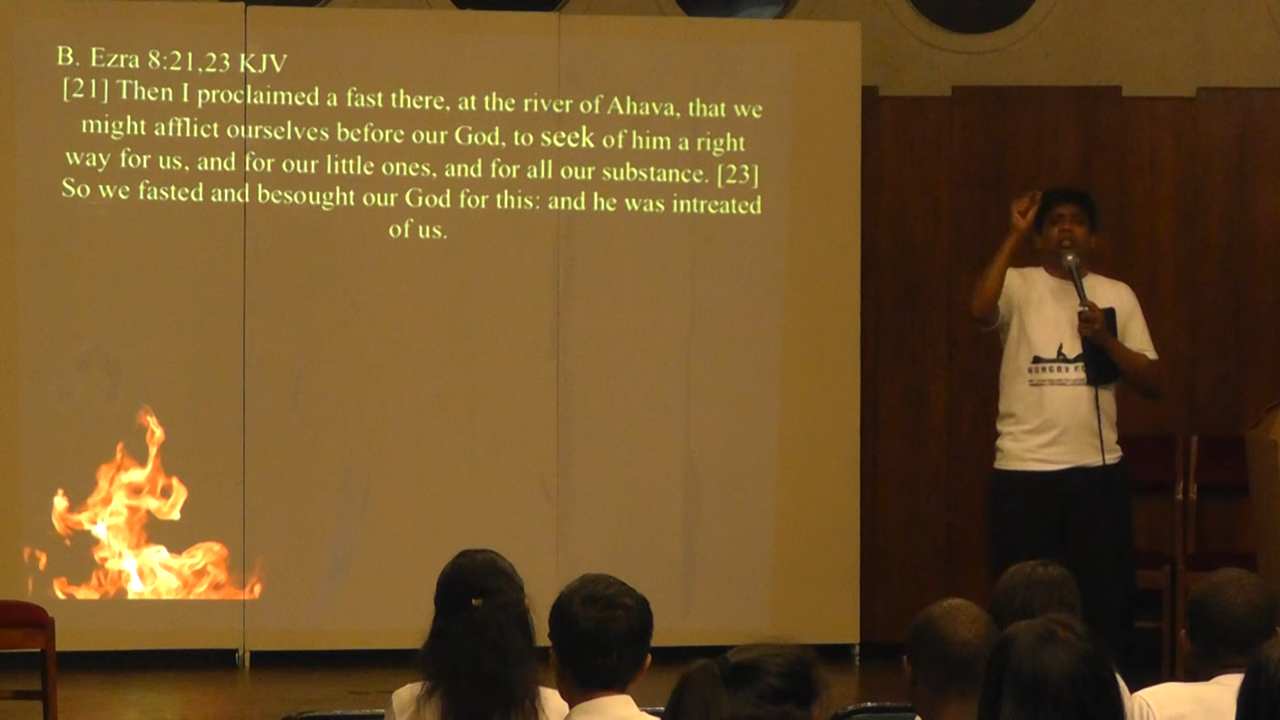 B. Ezra 8:21,23 KJV
[21] Then I proclaimed a fast there, at the river of Ahava, that we
might afflict ourselves before our God, to seek of him a right
way for us, and for our little ones, and for all our substance. [23]
So we fasted and besought our God for this: and he was intreated
of us.